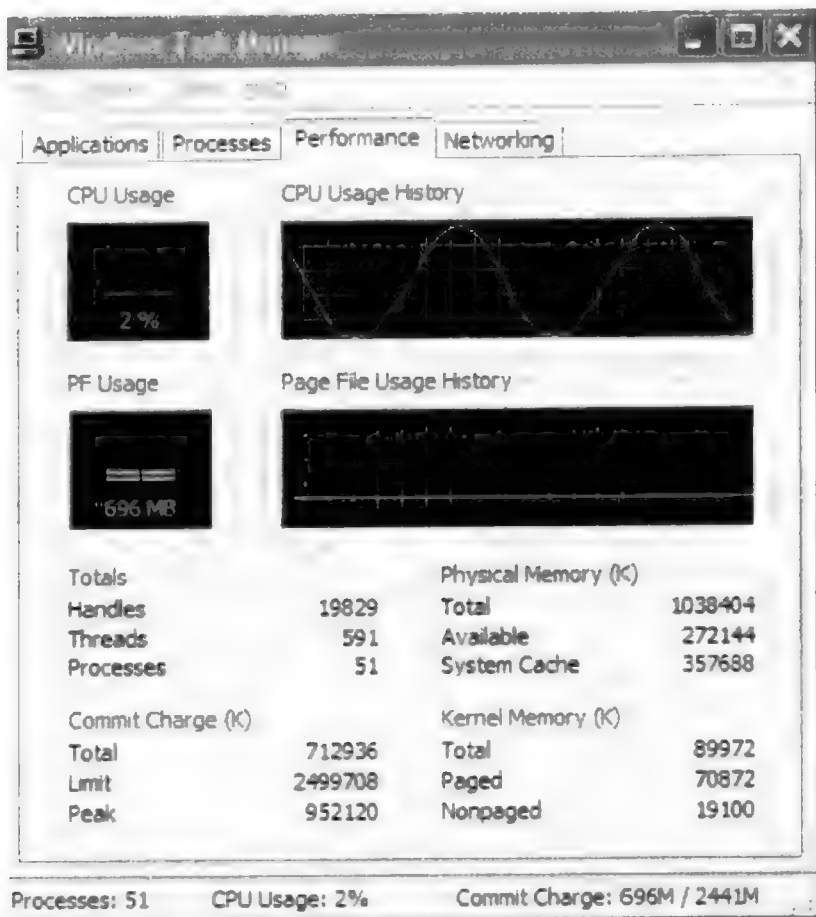 Windows Task Manager
Applications Processes Performance Networking
CPU Usage CPU Usage History
2 %
PF Usage Page File Usage History
696 MB
Totals
Handles 19829
Threads 591
Processes 51
Physical Memory (K)
Total 1038404
Available 272144
System Cache 357688
Commit Charge (K)
Total 712936
Limit 2499708
Peak 952120
Kernel Memory (K)
Total 89972
Paged 70872
Nonpaged 19100
Processes: 51 CPU Usage: 2% Commit Charge: 696M / 2441M